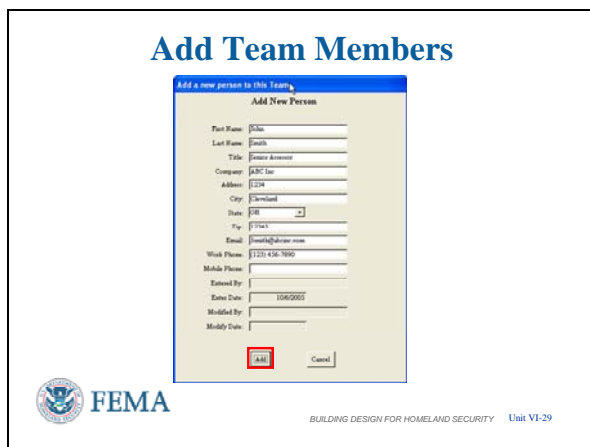 Add Team Members
Add a new person to this Team
Add New Person
First Name: John
Last Name: Smith
Title: Senior Assessor
Company: ABC Inc
Address: 1234
City: Cleveland
State: OH
Zip:
Email: Jsmith@abcinc.com
Work Phone: (123) 456-7890
Mobile Phone:
Entered By:
Enter Date: 10/6/2005
Modified By:
Modify Date:
Add Cancel
FEMA
BUILDING DESIGN FOR HOMELAND SECURITY Unit VI-29